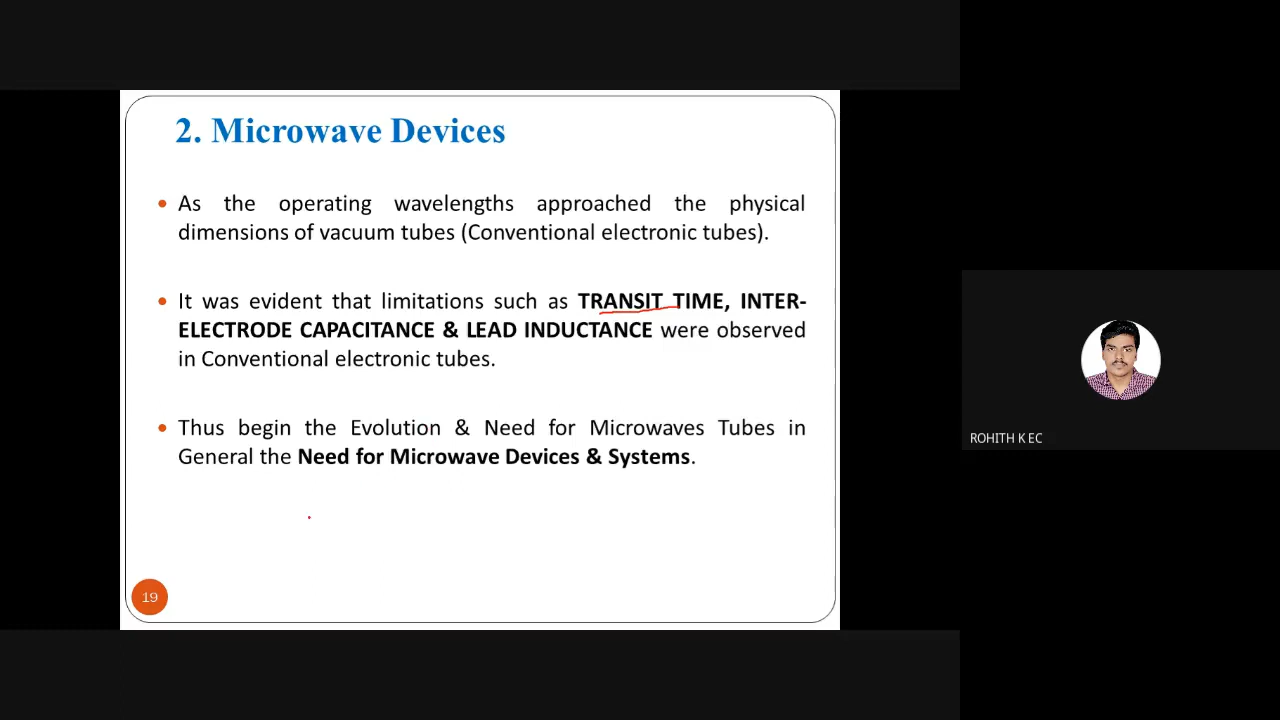 2. Microwave Devices
• As the operating wavelengths approached the physical
dimensions of vacuum tubes (Conventional electronic tubes).
• It was evident that limitations such as TRANSIT TIME, INTER-
ELECTRODE CAPACITANCE & LEAD INDUCTANCE were observed
in Conventional electronic tubes.
• Thus begin the Evolution & Need for Microwaves Tubes in
General the Need for Microwave Devices & Systems.
19
ROHITH K EC